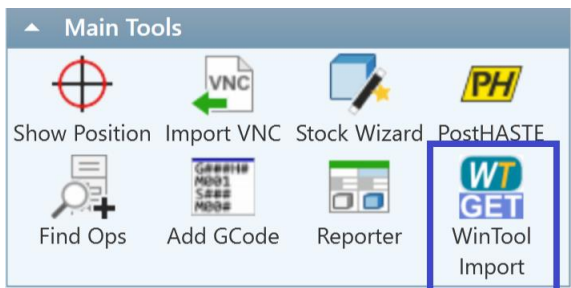 Main Tools
VNC
PH
Show Position Import VNC Stock Wizard PostHASTE
G###H#
M001
S###
M00#
WT
GET
Find Ops Add GCode Reporter WinTool
Import